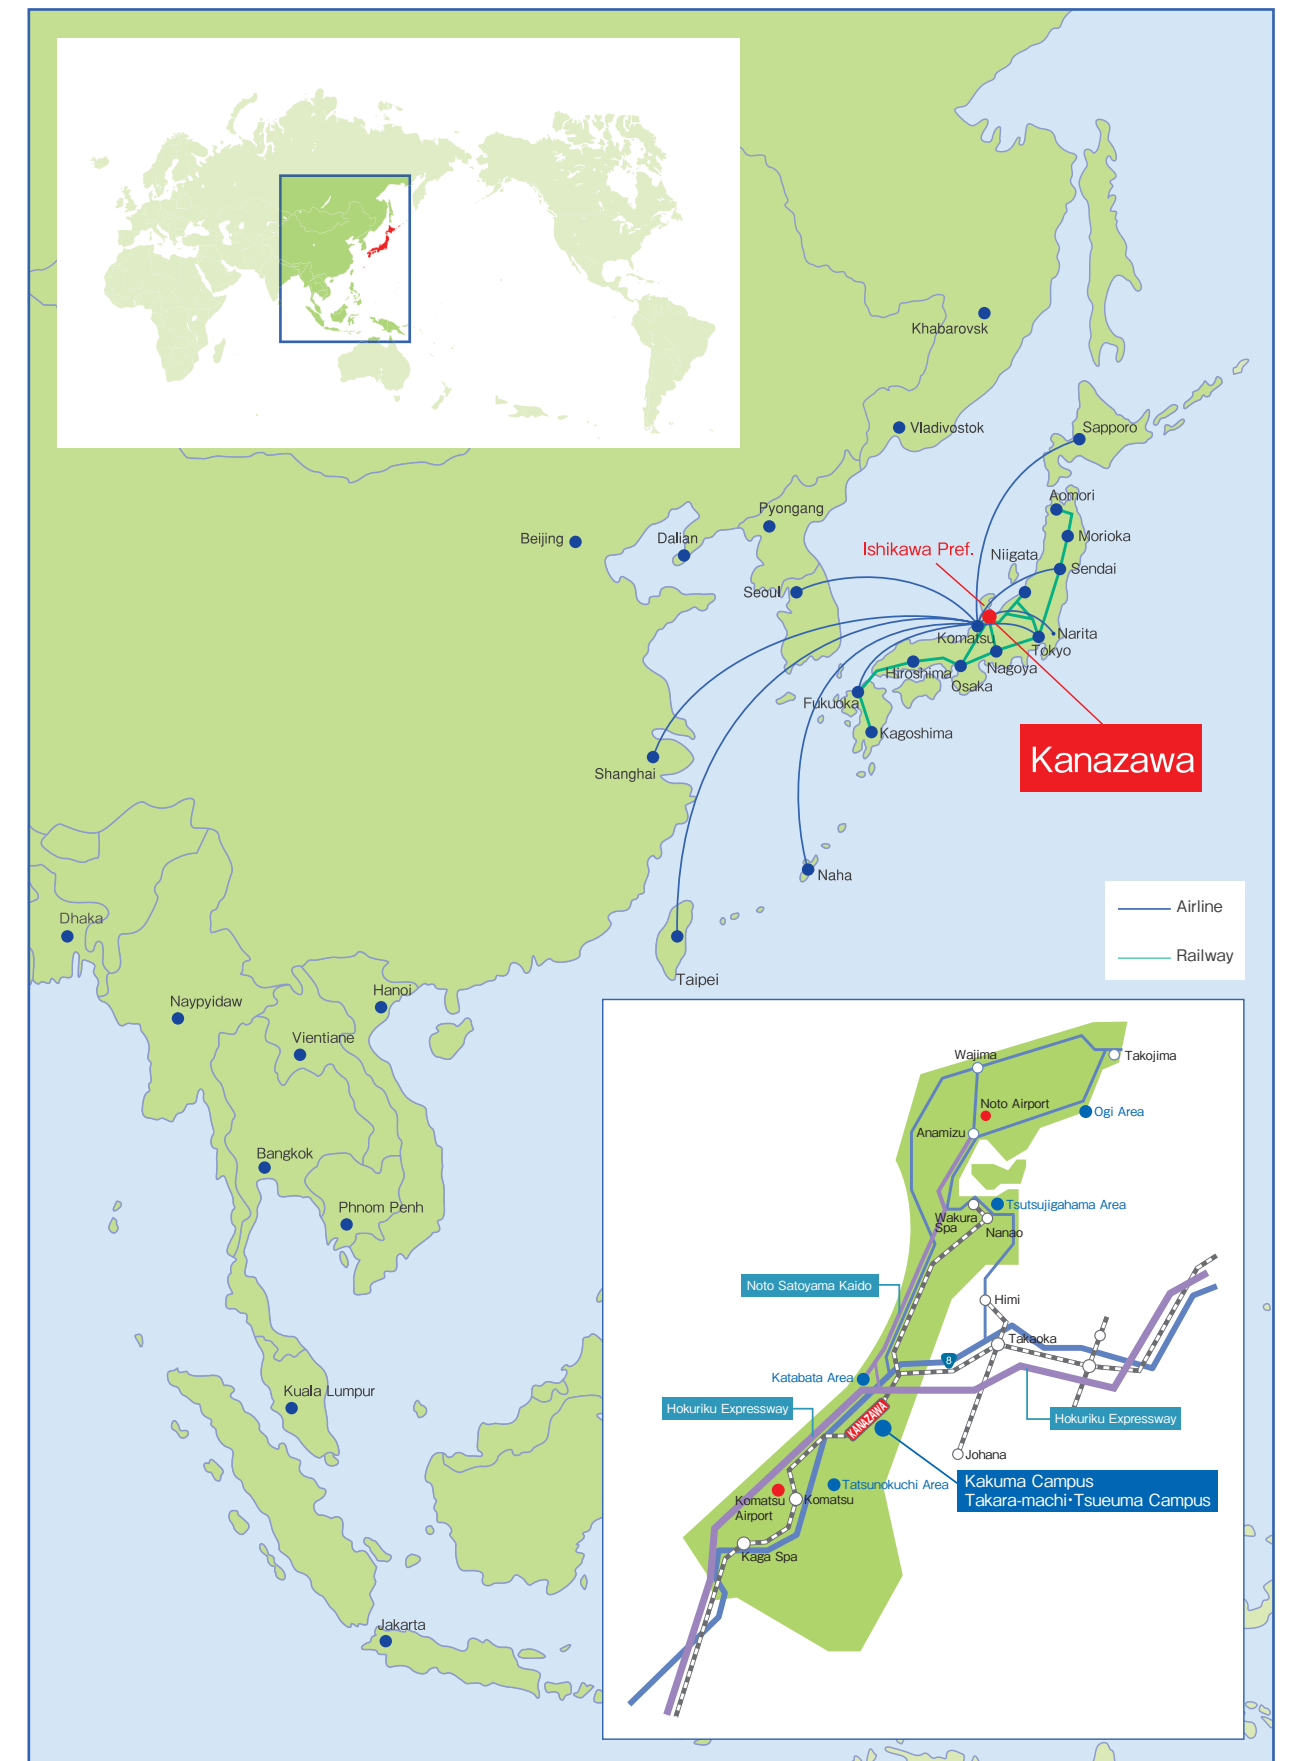 Khabarovsk
Vladivostok
Sapporo
Aomori
Pyongang
Morioka
Beijing
Dalian
Ishikawa Pref.
Niigata
Sendai
Seoul
Komatsu
Narita
Tokyo
Hiroshima
Nagoya
Osaka
Fukuoka
Kagoshima
Kanazawa
Shanghai
Naha
Airline
Railway
Dhaka
Taipei
Naypyidaw
Hanoi
Vientiane
Bangkok
Phnom Penh
Kuala Lumpur
Jakarta
Wajima
Takojima
Noto Airport
Ogi Area
Anamizu
Tsutsujigahama Area
Wakura
Spa
Nanao
Noto Satoyama Kaido
Himi
Takaoka
8
Katabata Area
Hokuriku Expressway
KANAZAWA
Hokuriku Expressway
Johana
Kakuma Campus
Takara-machi・Tsueuma Campus
Tatsunokuchi Area
Komatsu
Airport
Komatsu
Kaga Spa